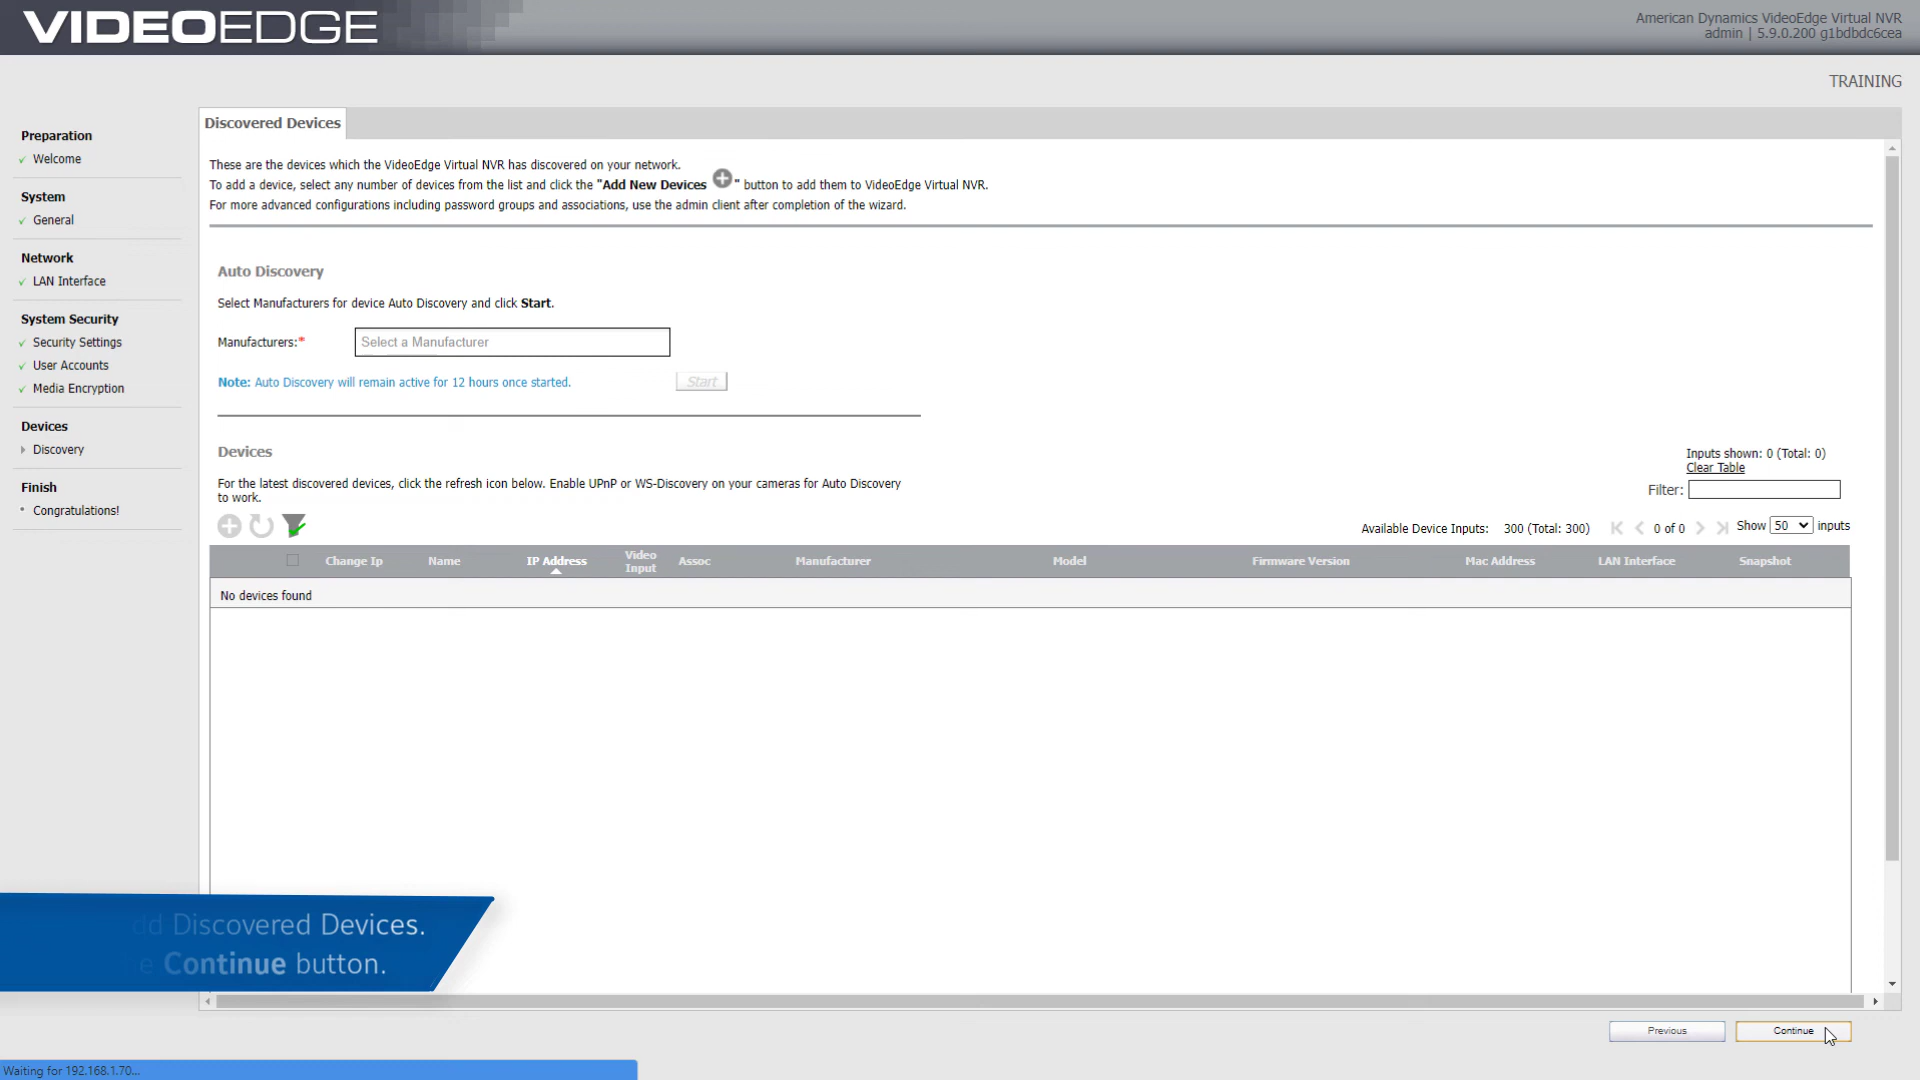 VIDEOEDGE
American Dynamics VideoEdge Virtual NVR
admin | 5.9.0.200 g1bdbdc6cea
TRAINING
Preparation
Welcome
System
General
Network
LAN Interface
System Security
Security Settings
User Accounts
Media Encryption
Devices
Discovery
Finish
Congratulations!
Discovered Devices
These are the devices which the VideoEdge Virtual NVR has discovered on your network.
To add a device, select any number of devices from the list and click the "Add New Devices " button to add them to VideoEdge Virtual NVR.
For more advanced configurations including password groups and associations, use the admin client after completion of the wizard.
Auto Discovery
Select Manufacturers for device Auto Discovery and click Start.
Manufacturers:* Select a Manufacturer
Note: Auto Discovery will remain active for 12 hours once started. Start
Devices
Inputs shown: 0 (Total: 0)
Clear Table
For the latest discovered devices, click the refresh icon below. Enable UPnP or WS-Discovery on your cameras for Auto Discovery
to work.
Filter:
Available Device Inputs: 300 (Total: 300) 0 of 0 Show 50 inputs
Change Ip Name IP Address Video Input Assoc Manufacturer Model Firmware Version Mac Address LAN Interface Snapshot
No devices found
Discovered Devices.
Continue button.
Previous Continue
Waiting for 192.168.1.70...